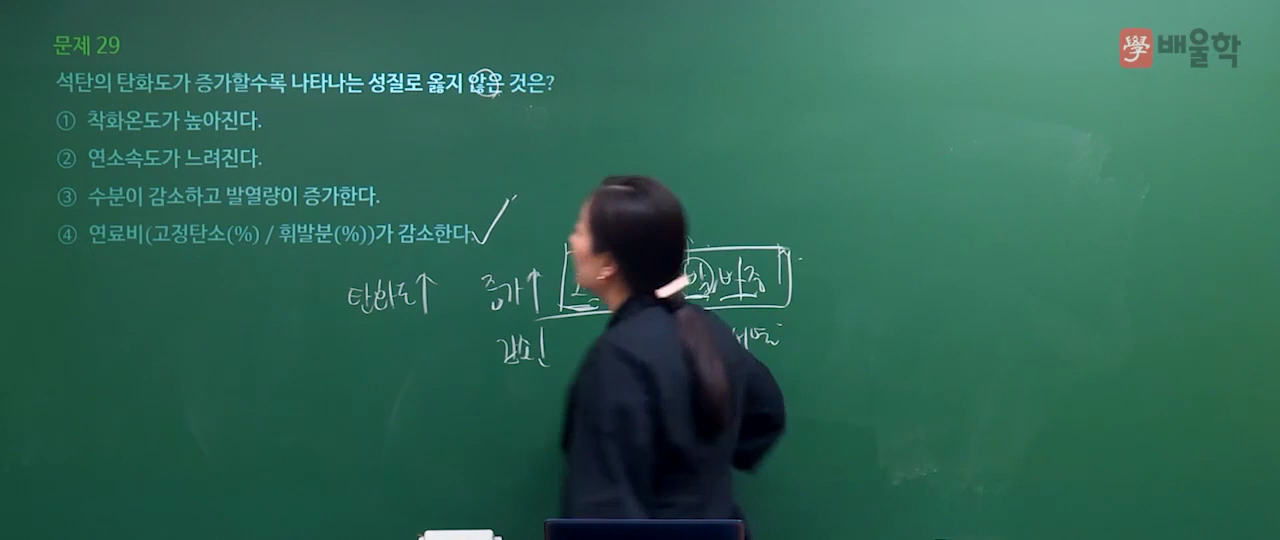 문제 29
學 배울학
석탄의 탄화도가 증가할수록 나타나는 성질로 옳지 않은 것은?
① 착화온도가 높아진다.
② 연소속도가 느려진다.
③ 수분이 감소하고 발열량이 증가한다.
④ 연료비(고정탄소(%) / 휘발분(%))가 감소한다.
탄화도↑ 증가↑
감소